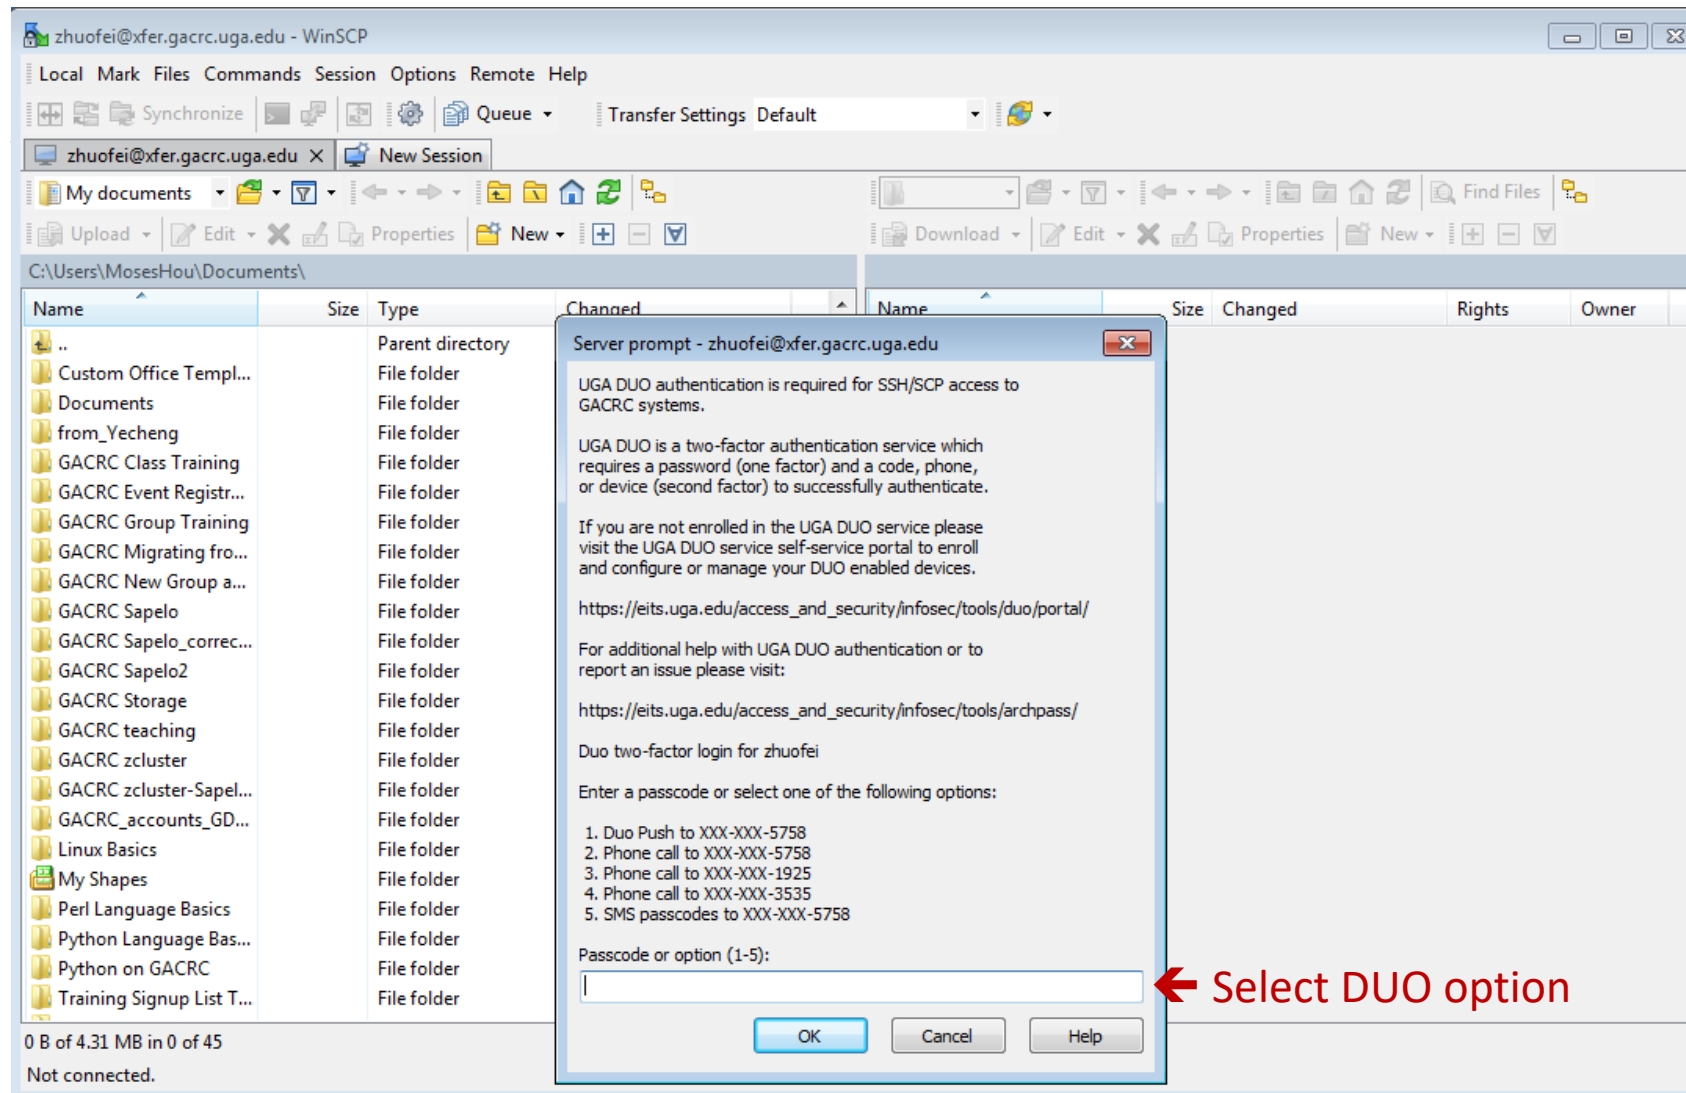 zhuofei@xfer.gacrc.uga.edu - WinSCP
Local Mark Files Commands Session Options Remote Help
Synchronize Queue Transfer Settings Default
zhuofei@xfer.gacrc.uga.edu New Session
My documents Find Files
Upload Edit Properties New Download Edit Properties New
C:\Users\MosesHou\Documents\
Name Size Type Changed Name Size Changed Rights Owner
.. Parent directory
Custom Office Templ... File folder
Documents File folder
from_Yecheng File folder
GACRC Class Training File folder
GACRC Event Registr... File folder
GACRC Group Training File folder
GACRC Migrating fro... File folder
GACRC New Group a... File folder
GACRC Sapelo File folder
GACRC Sapelo_correc... File folder
GACRC Sapelo2 File folder
GACRC Storage File folder
GACRC teaching File folder
GACRC zcluster File folder
GACRC zcluster-Sapel... File folder
GACRC_accounts_GD... File folder
Linux Basics File folder
My Shapes File folder
Perl Language Basics File folder
Python Language Bas... File folder
Python on GACRC File folder
Training Signup List T... File folder
0 B of 4.31 MB in 0 of 45
Not connected.
Server prompt - zhuofei@xfer.gacrc.uga.edu
UGA DUO authentication is required for SSH/SCP access to
GACRC systems.
UGA DUO is a two-factor authentication service which
requires a password (one factor) and a code, phone,
or device (second factor) to successfully authenticate.
If you are not enrolled in the UGA DUO service please
visit the UGA DUO service self-service portal to enroll
and configure or manage your DUO enabled devices.
https://eits.uga.edu/access_and_security/infosec/tools/duo/portal/
For additional help with UGA DUO authentication or to
report an issue please visit:
https://eits.uga.edu/access_and_security/infosec/tools/archpass/
Duo two-factor login for zhuofei
Enter a passcode or select one of the following options:
1. Duo Push to XXX-XXX-5758
2. Phone call to XXX-XXX-5758
3. Phone call to XXX-XXX-1925
4. Phone call to XXX-XXX-3535
5. SMS passcodes to XXX-XXX-5758
Passcode or option (1-5):
OK Cancel Help
Select DUO option